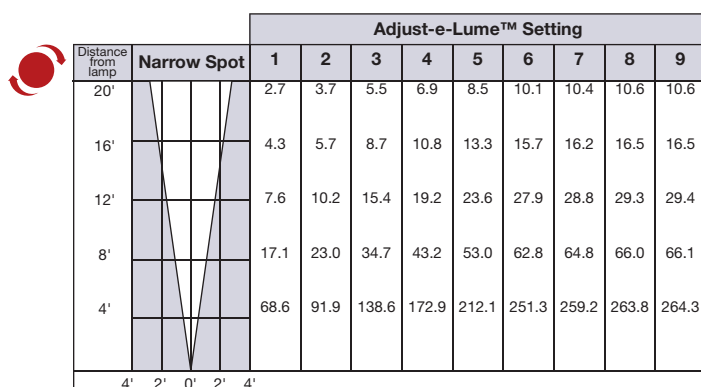 Adjust-e-Lume™ Setting
Distance
from
lamp
Narrow Spot 1 2 3 4 5 6 7 8 9
20' 2.7 3.7 5.5 6.9 8.5 10.1 10.4 10.6 10.6
16' 4.3 5.7 8.7 10.8 13.3 15.7 16.2 16.5 16.5
12' 7.6 10.2 15.4 19.2 23.6 27.9 28.8 29.3 29.4
8' 17.1 23.0 34.7 43.2 53.0 62.8 64.8 66.0 66.1
4' 68.6 91.9 138.6 172.9 212.1 251.3 259.2 263.8 264.3
4' 2' 0' 2' 4'